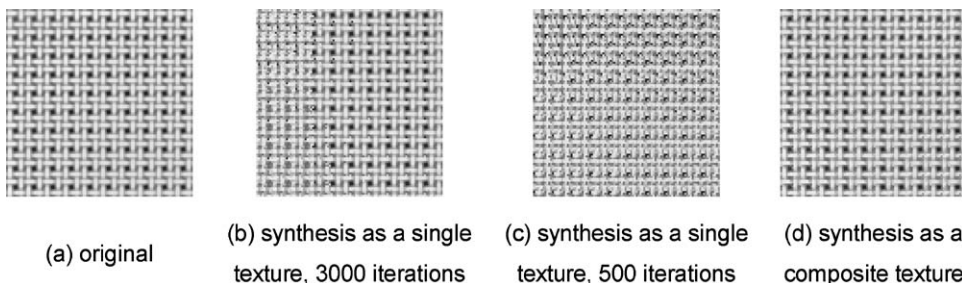 (a) original
(b) synthesis as a single
texture, 3000 iterations
(c) synthesis as a single
texture, 500 iterations
(d) synthesis as a
composite texture